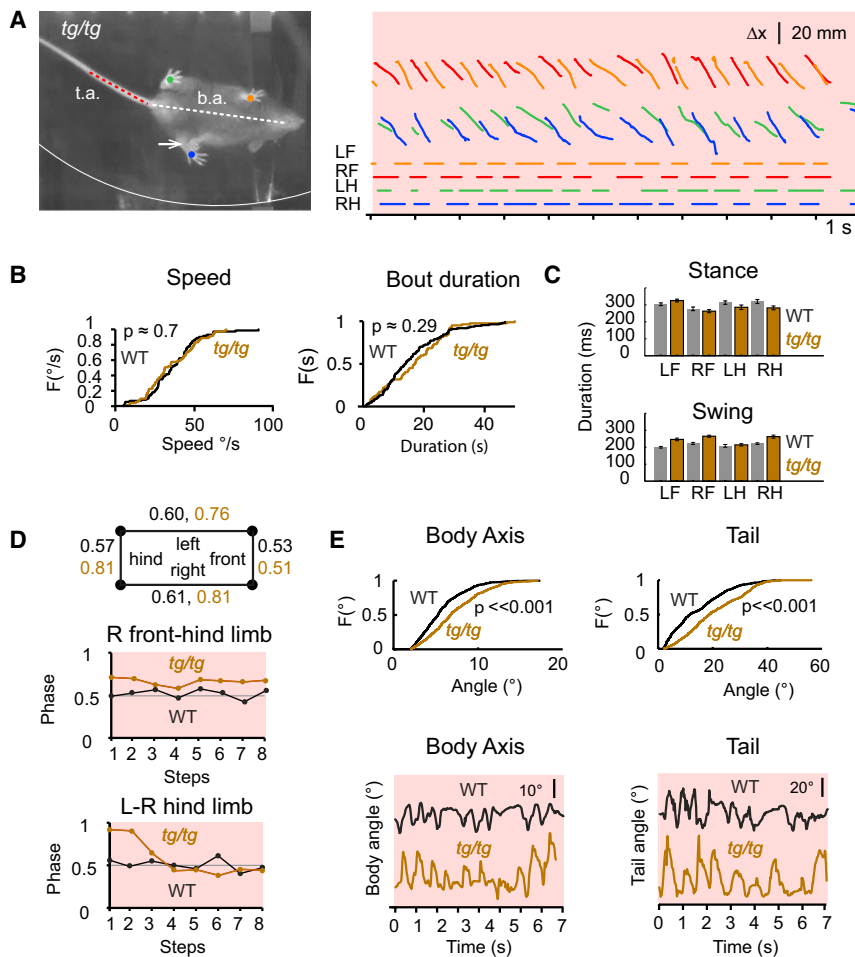 A
tg/tg
t.a.
b.a.
Δx | 20 mm
LF
RF
LH
RH
1 s
B
Speed
p ≈ 0.7
WT
tg/tg
F(°/s)
1
0.8
0.6
0.4
0.2
0
0 50 100
Speed °/s
Bout duration
p ≈ 0.29
WT
tg/tg
F(s)
1
0.5
0
0 20 40
Duration (s)
C
Stance
300
200
100
0
WT
tg/tg
LF RF LH RH
Duration (ms)
Swing
300
200
100
0
WT
tg/tg
LF RF LH RH
D
0.60, 0.76
0.57
0.81
left
hind front
right
0.53
0.51
0.61, 0.81
R front-hind limb
tg/tg
WT
Phase
1
0.5
0
1 2 3 4 5 6 7 8
Steps
L-R hind limb
tg/tg
WT
Phase
1
0.5
0
1 2 3 4 5 6 7 8
Steps
E
Body Axis
WT
p <<0.001
tg/tg
F(°)
1
0.5
0
0 10 20
Angle (°)
Tail
WT
p<<0.001
tg/tg
F(°)
1
0.5
0
0 20 40 60
Angle (°)
Body Axis
WT 10°
tg/tg
Body angle (°)
0 1 2 3 4 5 6 7
Time (s)
Tail
WT 20°
tg/tg
Tail angle (°)
0 1 2 3 4 5 6 7
Time (s)